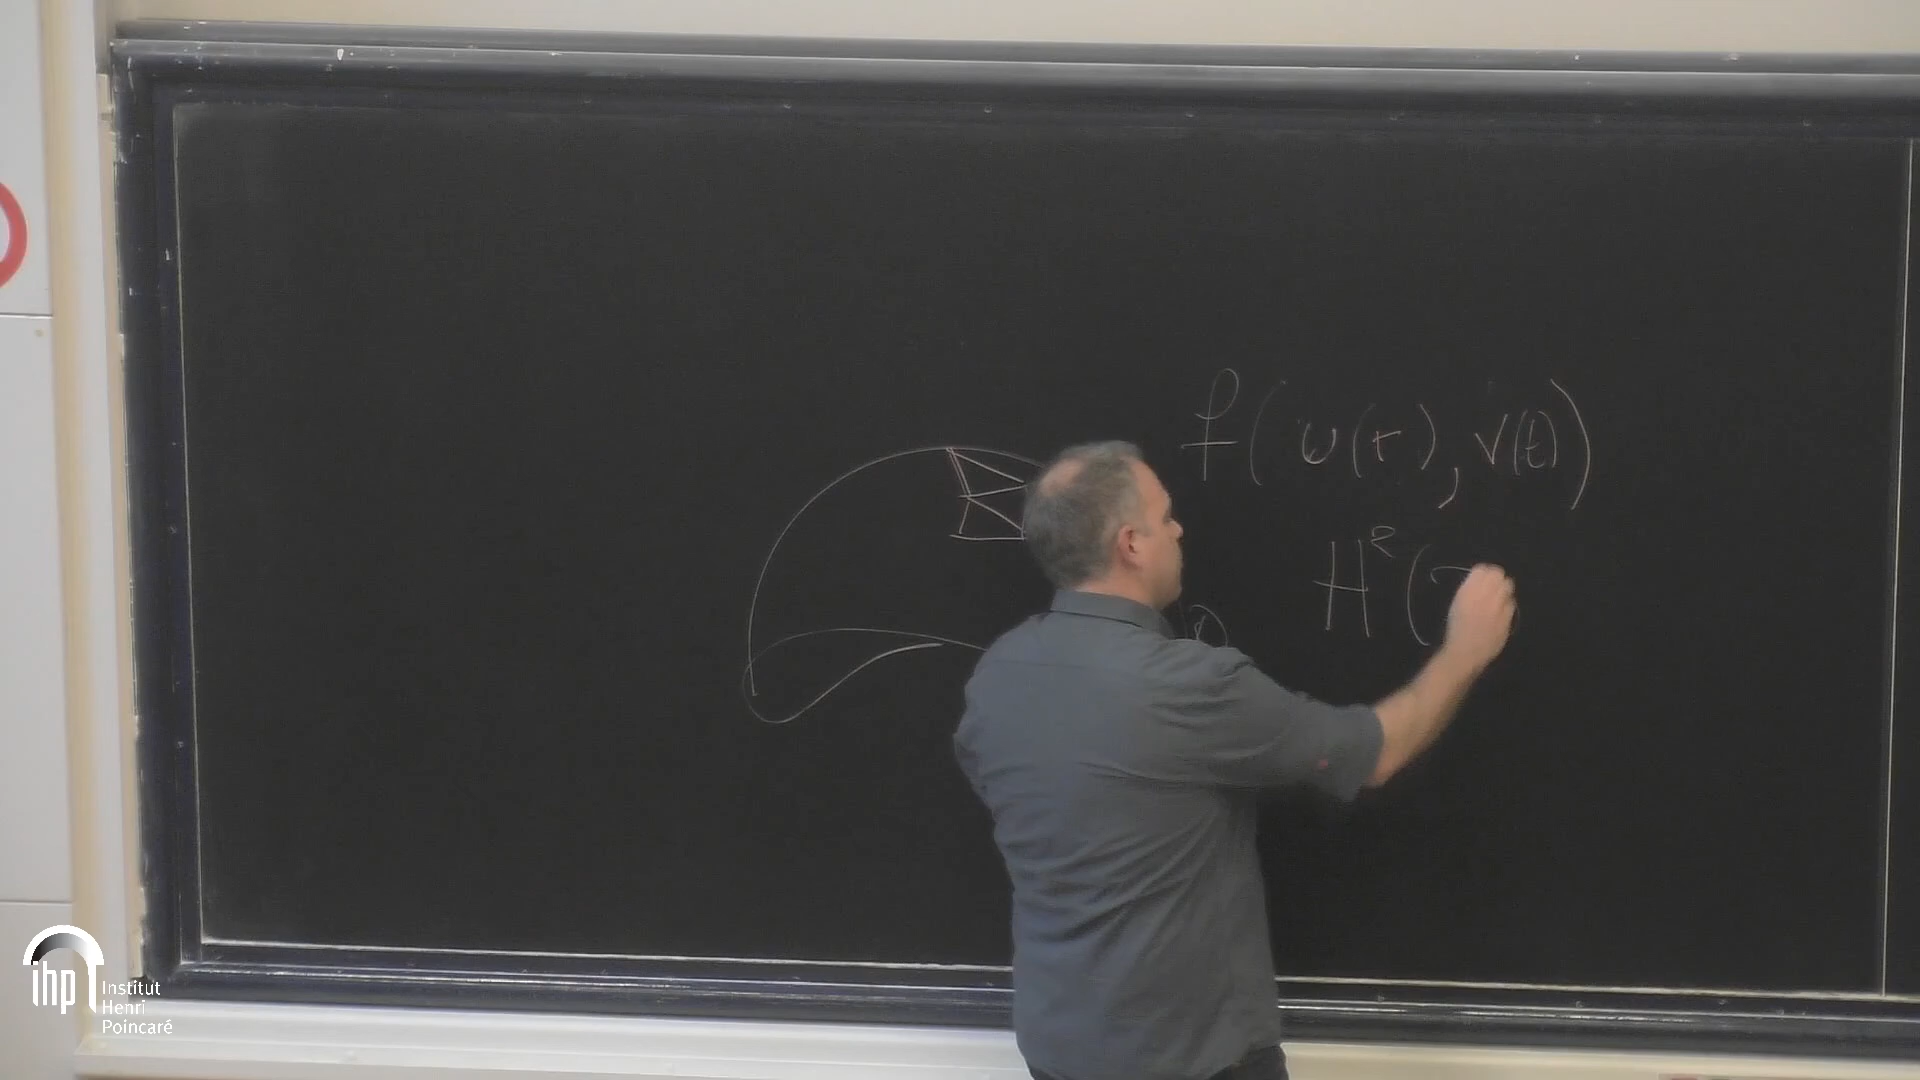 f(w(t), v(t))
H²(
ihp
Institut
Henri
Poincaré